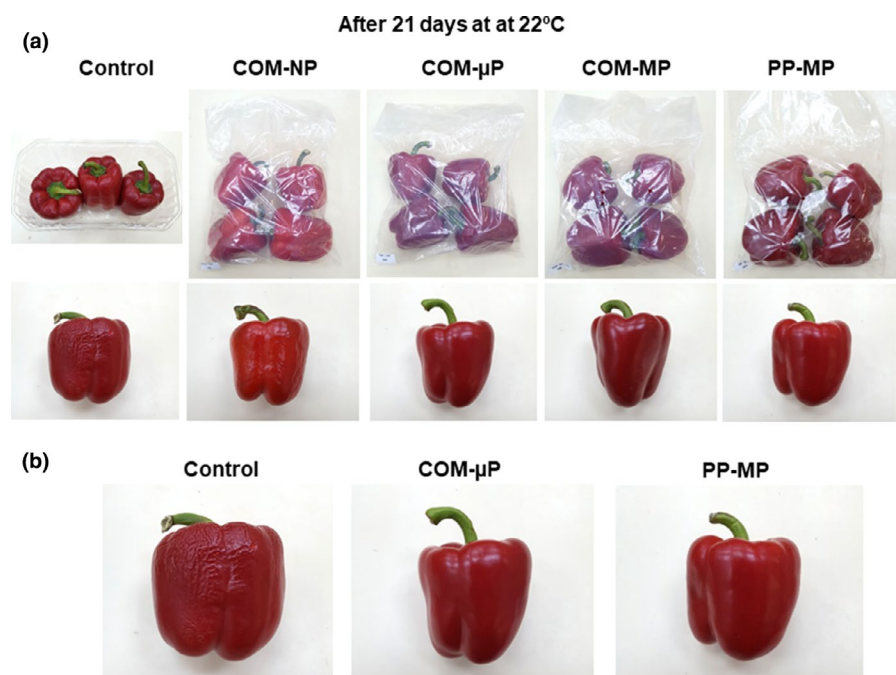 After 21 days at at 22ºC
(a)
Control COM-NP COM-µP COM-MP PP-MP
(b)
Control COM-µP PP-MP